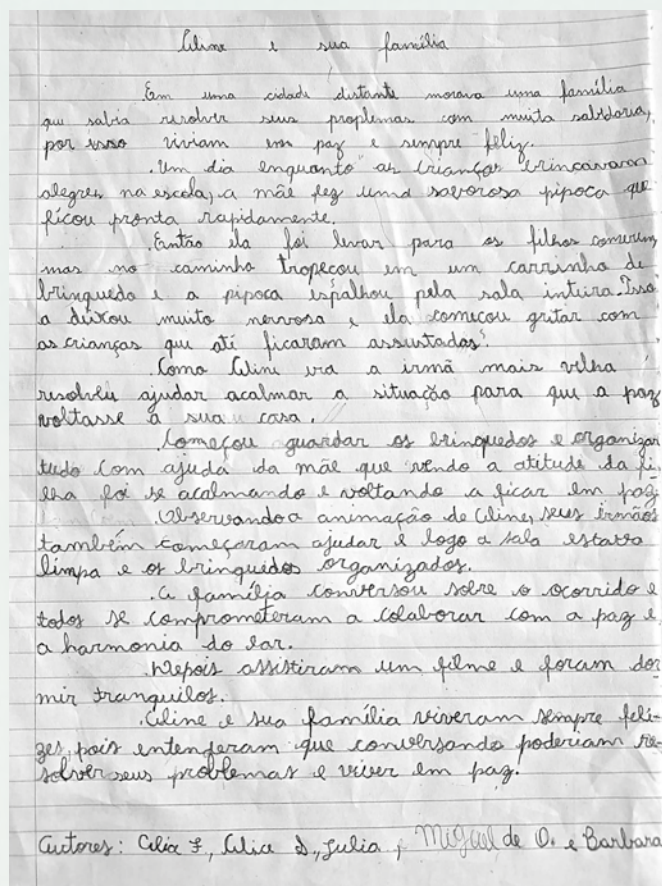 Aline e sua família
Em uma cidade distante morava uma família
que sabia resolver seus proplemas com muita sabedoria,
por isso viviam em paz e sempre feliz.
Um dia enquanto as crianças brincavam
alegres na escola, a mãe fez uma saborosa pipoca que
ficou pronta rapidamente.
Então ela foi levar para os filhos comerem,
mas no caminho tropeçou em um carrinho de
brinquedo e a pipoca espalhou pela sala inteira. Isso
a deixou muito nervosa e ela começou gritar com
as crianças que até ficaram assustadas.
Como Aline era a irmã mais velha
resolveu ajudar acalmar a situação para que a paz
voltasse a sua casa.
Começou guardar os brinquedos e organizar
tudo com ajuda da mãe que vendo a atitude da fi
lha foi se acalmando e voltando a ficar em paz.
Observando a animação de Aline, seus irmãos
também começaram ajudar e logo a sala estava
limpa e os brinquedos organizados.
A família conversou sobre o ocorrido e
todos se comprometeram a colaborar com a paz e
a harmonia do lar.
Depois assistiram um filme e foram dor
mir tranquilos.
Aline e sua família viveram sempre feli-
zes, pois entenderam que conversando poderiam re-
solver seus problemas e viver em paz.
Autores: Alice F., Alice D., Julia, Miguel de O. e Barbara